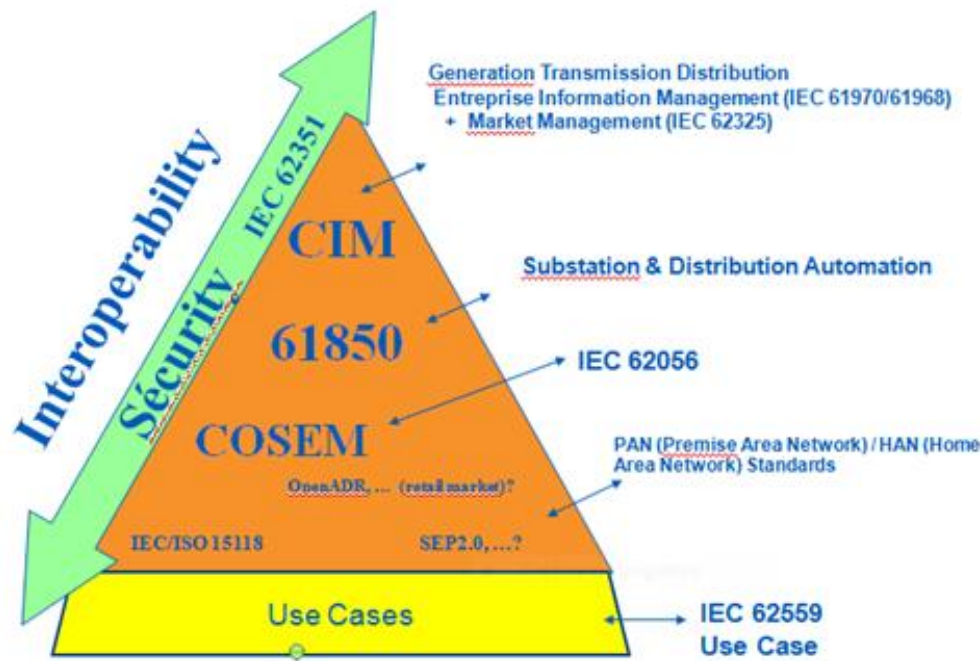 Generation Transmission Distribution
Entreprise Information Management (IEC 61970/61968)
+ Market Management (IEC 62325)
Interoperability
Sécurity
IEC 62351
CIM
Substation & Distribution Automation
61850
IEC 62056
COSEM
PAN (Premise Area Network) / HAN (Home
Area Network) Standards
OpenADR, ... (retail market)?
IEC/ISO 15118
SEP2.0, ...?
Use Cases
IEC 62559
Use Case